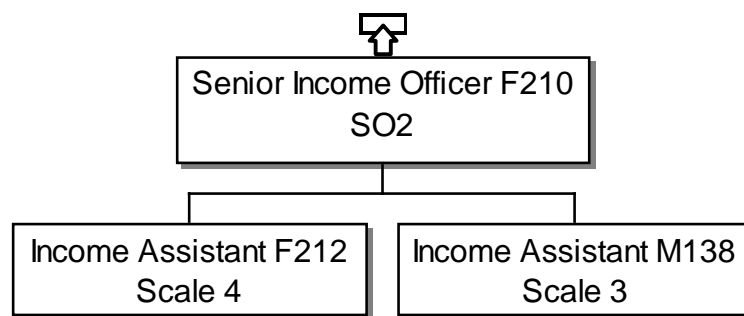 Senior Income Officer F210
SO2
Income Assistant F212
Scale 4
Income Assistant M138
Scale 3